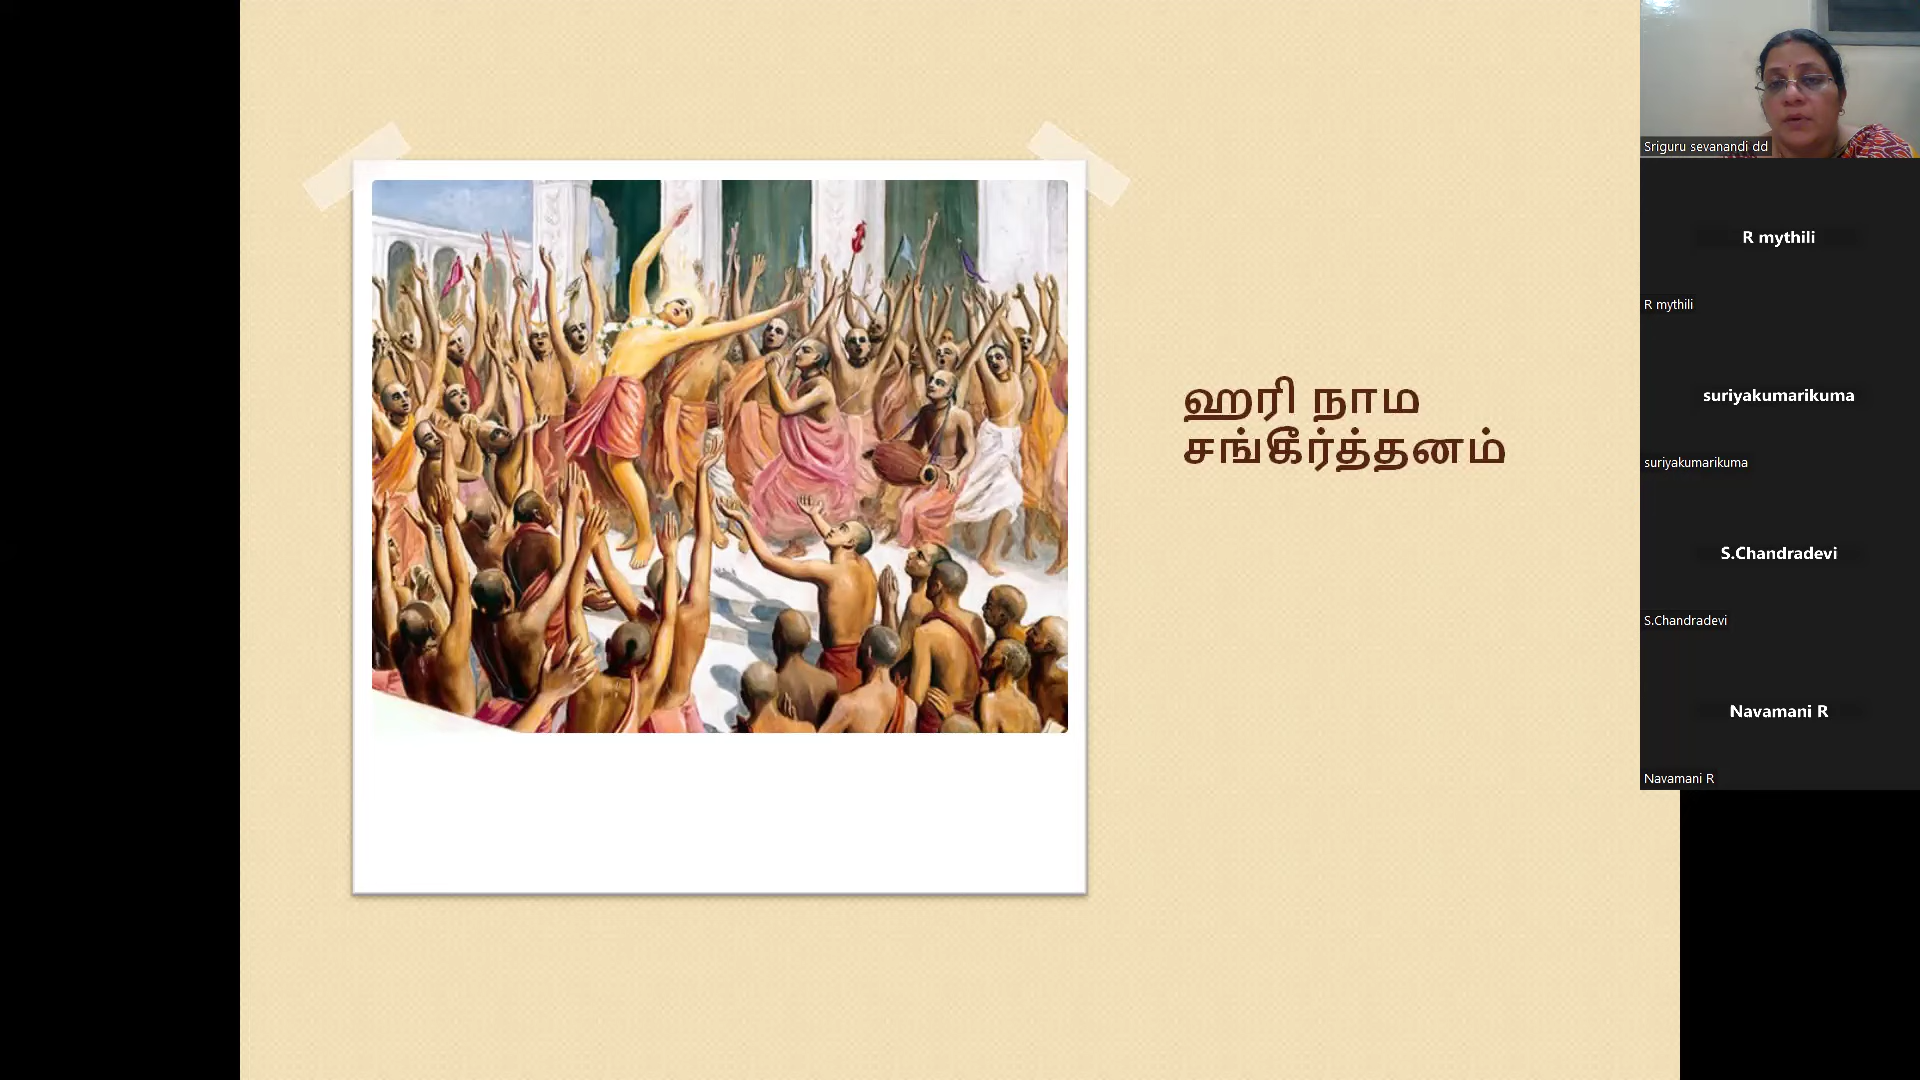 ஹரி நாம
சங்கீர்த்தனம்
Sriguru sevanandi dd
R mythili
R mythili
suriyakumarikuma
suriyakumarikuma
S.Chandradevi
S.Chandradevi
Navamani R
Navamani R